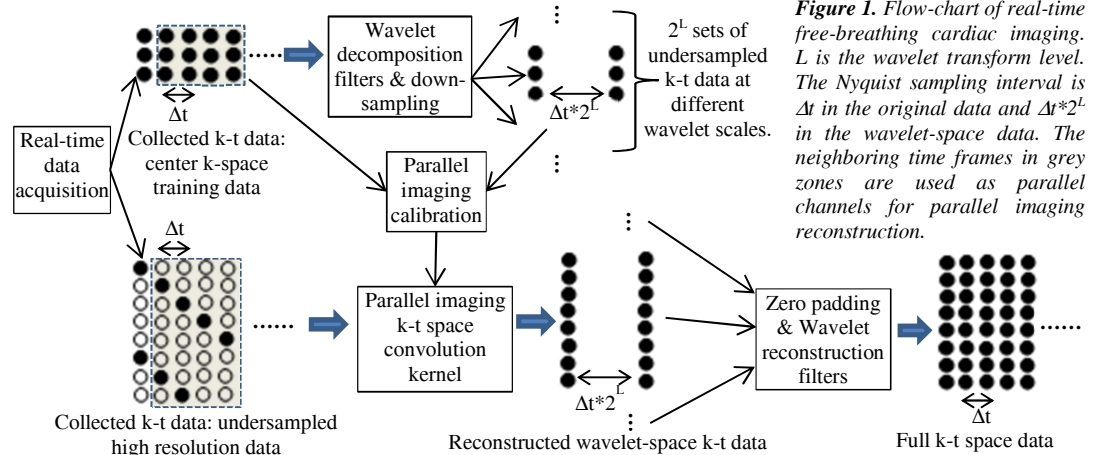 Figure 1. Flow-chart of real-time
free-breathing cardiac imaging.
L is the wavelet transform level.
The Nyquist sampling interval is
Δt in the original data and Δt*2^L
in the wavelet-space data. The
neighboring time frames in grey
zones are used as parallel
channels for parallel imaging
reconstruction.
Real-time
data
acquisition
Δt
Collected k-t data:
center k-space
training data
......
Wavelet
decomposition
filters & down-
sampling
Δt*2^L
2^L sets of
undersampled
k-t data at
different
wavelet scales.
Parallel
imaging
calibration
Δt
......
Collected k-t data: undersampled
high resolution data
Parallel imaging
k-t space
convolution
kernel
Δt*2^L
Reconstructed wavelet-space k-t data
Zero padding
& Wavelet
reconstruction
filters
......
Δt
Full k-t space data